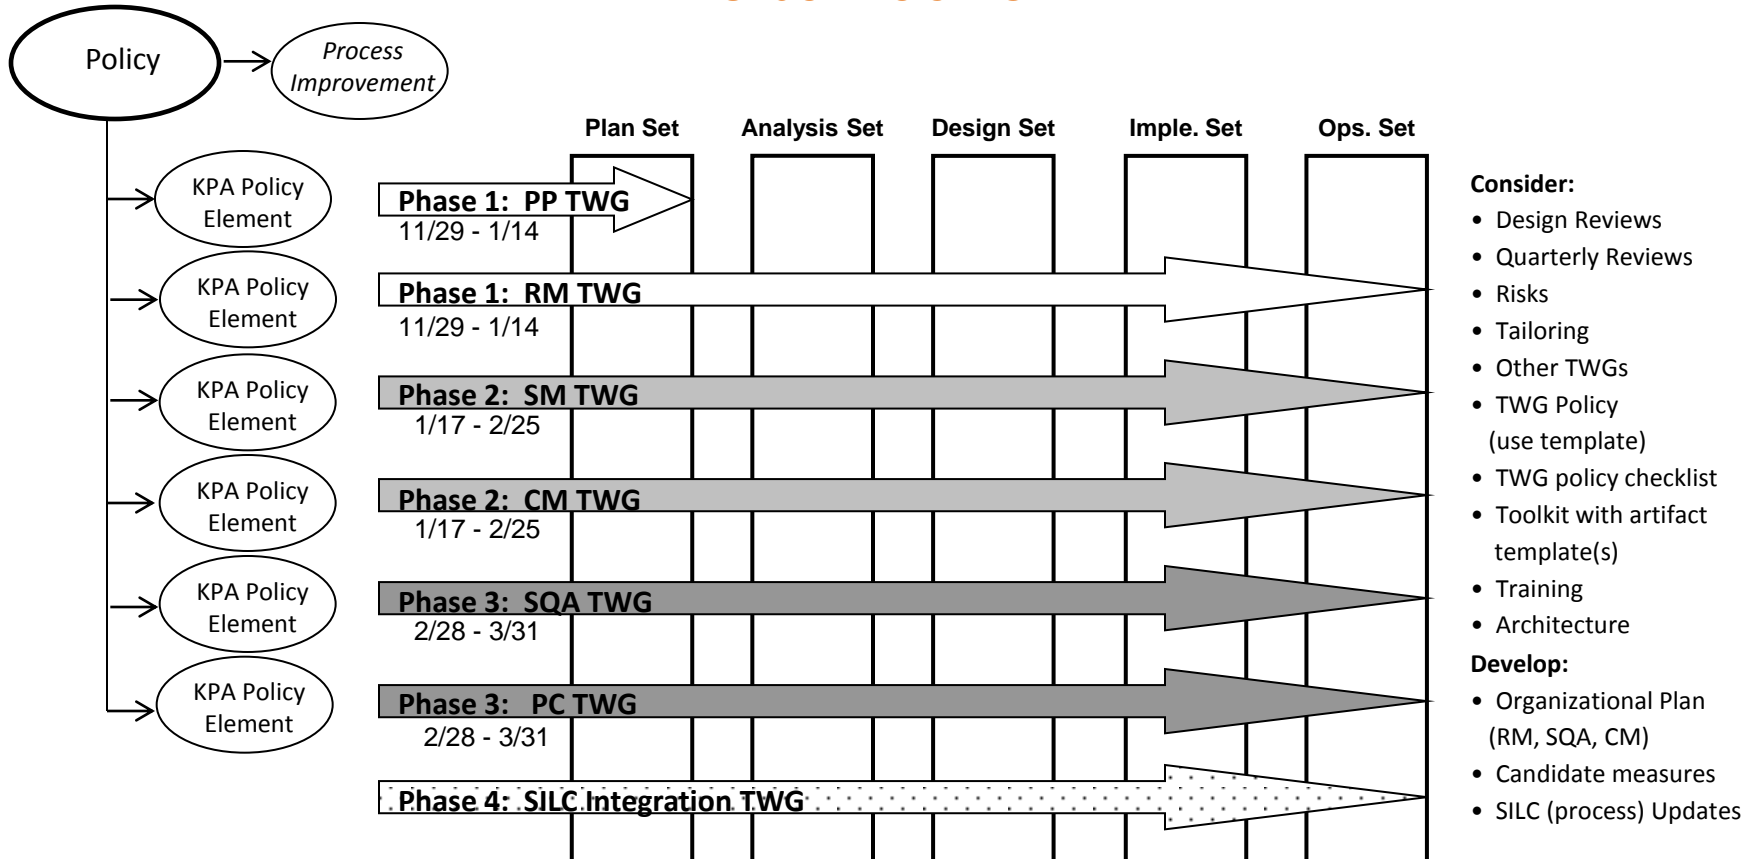 Policy
Process
Improvement
Plan Set
Analysis Set
Design Set
Imple. Set
Ops. Set
KPA Policy
Element
Phase 1: PP TWG
11/29 - 1/14
KPA Policy
Element
Phase 1: RM TWG
11/29 - 1/14
KPA Policy
Element
Phase 2: SM TWG
1/17 - 2/25
KPA Policy
Element
Phase 2: CM TWG
1/17 - 2/25
KPA Policy
Element
Phase 3: SQA TWG
2/28 - 3/31
KPA Policy
Element
Phase 3: PC TWG
2/28 - 3/31
Phase 4: SILC Integration TWG
Consider:
• Design Reviews
• Quarterly Reviews
• Risks
• Tailoring
• Other TWGs
• TWG Policy
(use template)
• TWG policy checklist
• Toolkit with artifact
template(s)
• Training
• Architecture
Develop:
• Organizational Plan
(RM, SQA, CM)
• Candidate measures
• SILC (process) Updates